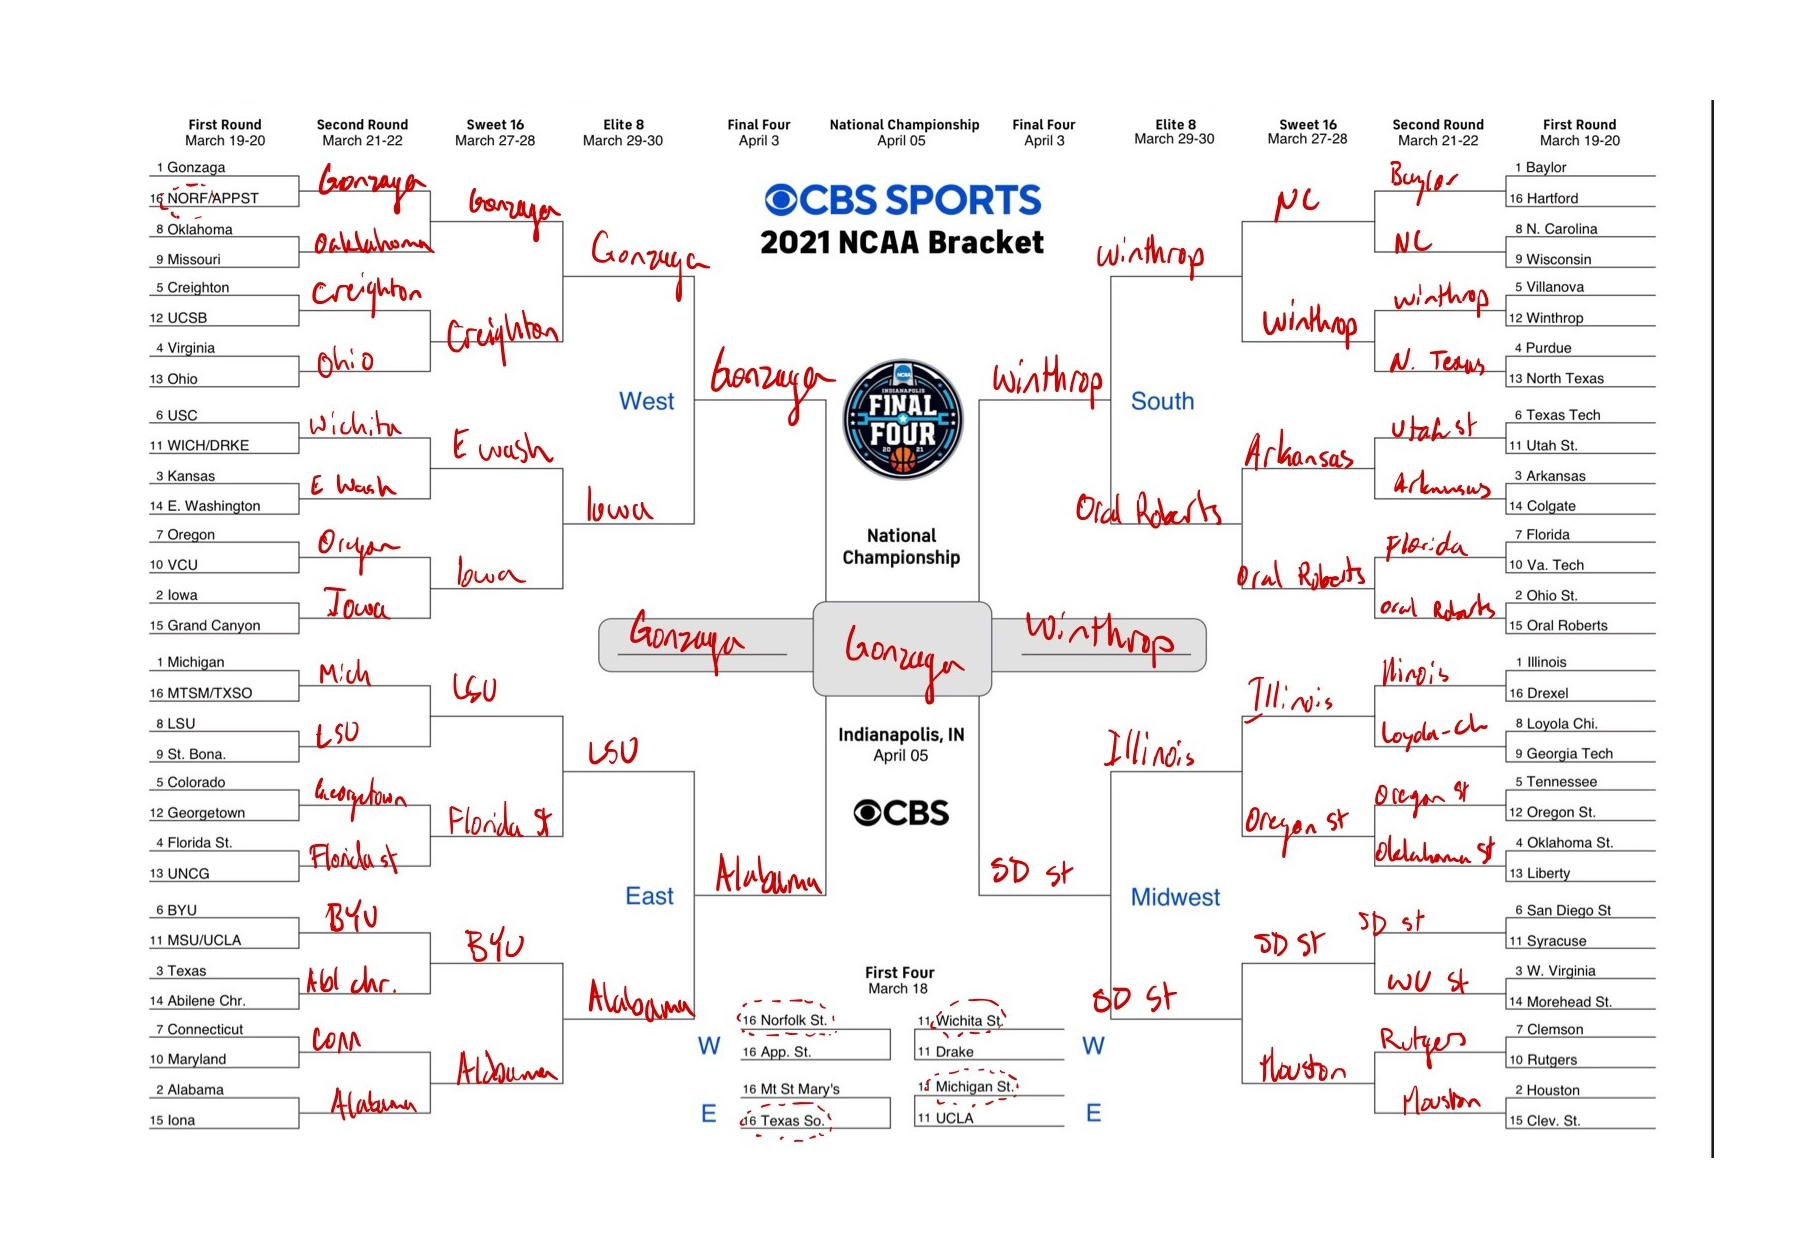 First Round
March 19-20
Second Round
March 21-22
Sweet 16
March 27-28
Elite 8
March 29-30
Final Four
April 3
National Championship
April 05
Final Four
April 3
Elite 8
March 29-30
Sweet 16
March 27-28
Second Round
March 21-22
First Round
March 19-20
CBS SPORTS
2021 NCAA Bracket
1 Gonzaga
16 NORF/APPST
8 Oklahoma
9 Missouri
5 Creighton
12 UCSB
4 Virginia
13 Ohio
6 USC
11 WICH/DRKE
3 Kansas
14 E. Washington
7 Oregon
10 VCU
2 Iowa
15 Grand Canyon
Gonzaga
Oaklahoma
Creighton
Ohio
Wichita
E Wash
Oregon
Iowa
Gonzaga
Creighton
E wash
Iowa
Gonzaga
Iowa
West
Gonzaga
1 Michigan
16 MTSM/TXSO
8 LSU
9 St. Bona.
5 Colorado
12 Georgetown
4 Florida St.
13 UNCG
6 BYU
11 MSU/UCLA
3 Texas
14 Abilene Chr.
7 Connecticut
10 Maryland
2 Alabama
15 Iona
Mich
LSU
Georgetown
Florida st
BYU
Abl chr.
Conn
Alabama
LSU
Florida St
BYU
Alabama
LSU
Alabama
East
Alabama
NCAA
INDIANAPOLIS
FINAL
FOUR
20 21
National
Championship
Gonzaga
Gonzaga
Winthrop
Indianapolis, IN
April 05
CBS
First Four
March 18
W
16 Norfolk St.
16 App. St.
11 Wichita St.
11 Drake
W
E
16 Mt St Mary's
16 Texas So.
11 Michigan St.
11 UCLA
E
Winthrop
South
Winthrop
Oral Roberts
NC
Winthrop
Arkansas
Oral Roberts
Baylor
NC
Winthrop
N. Texas
Utah st
Arkansas
Florida
Oral Roberts
1 Baylor
16 Hartford
8 N. Carolina
9 Wisconsin
5 Villanova
12 Winthrop
4 Purdue
13 North Texas
6 Texas Tech
11 Utah St.
3 Arkansas
14 Colgate
7 Florida
10 Va. Tech
2 Ohio St.
15 Oral Roberts
SD st
Midwest
Illinois
SD St
Illinois
Oregon st
SD St
Houston
Illinois
Loyola-Ch
Oregon St
Oklahoma St
SD st
WV St
Rutgers
Houston
1 Illinois
16 Drexel
8 Loyola Chi.
9 Georgia Tech
5 Tennessee
12 Oregon St.
4 Oklahoma St.
13 Liberty
6 San Diego St
11 Syracuse
3 W. Virginia
14 Morehead St.
7 Clemson
10 Rutgers
2 Houston
15 Clev. St.